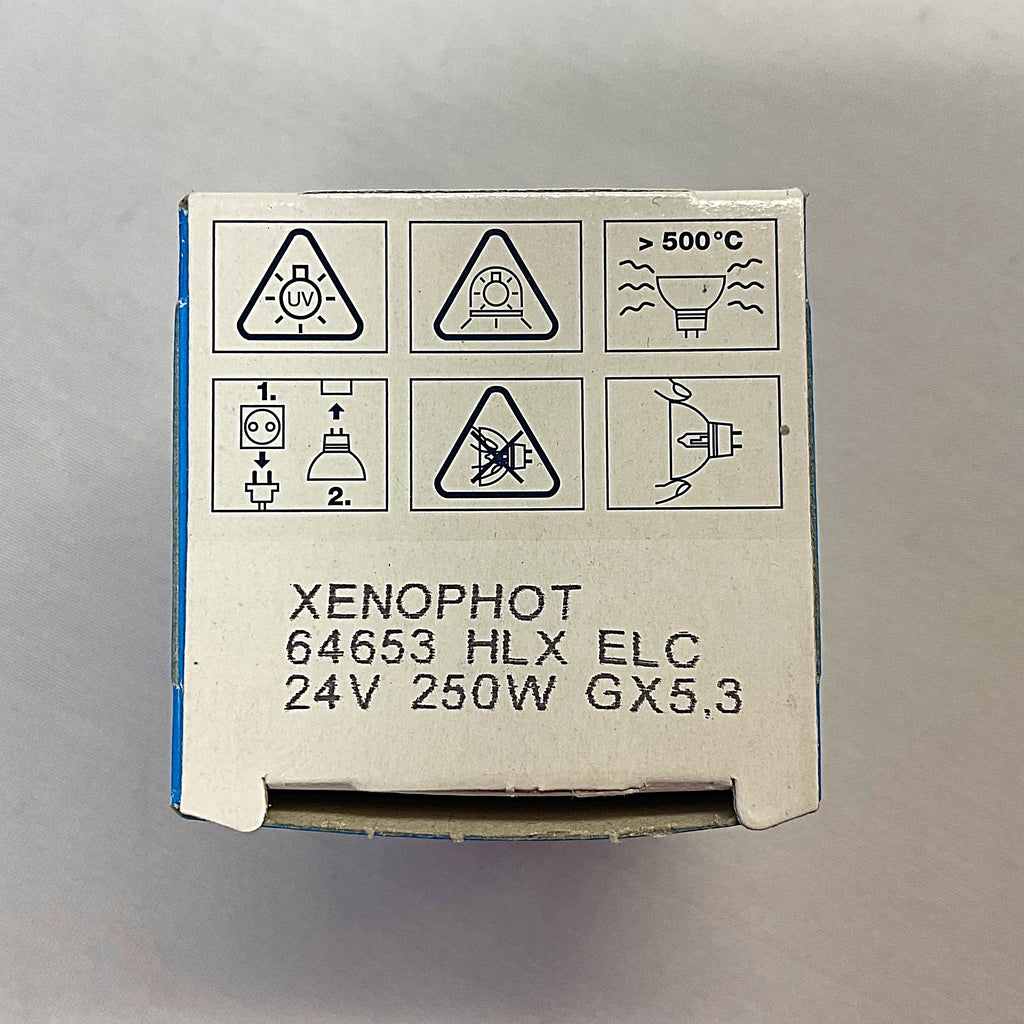 UV
> 500°C
1.
2.
XENOPHOT
64653 HLX ELC
24V 250W GX5.3